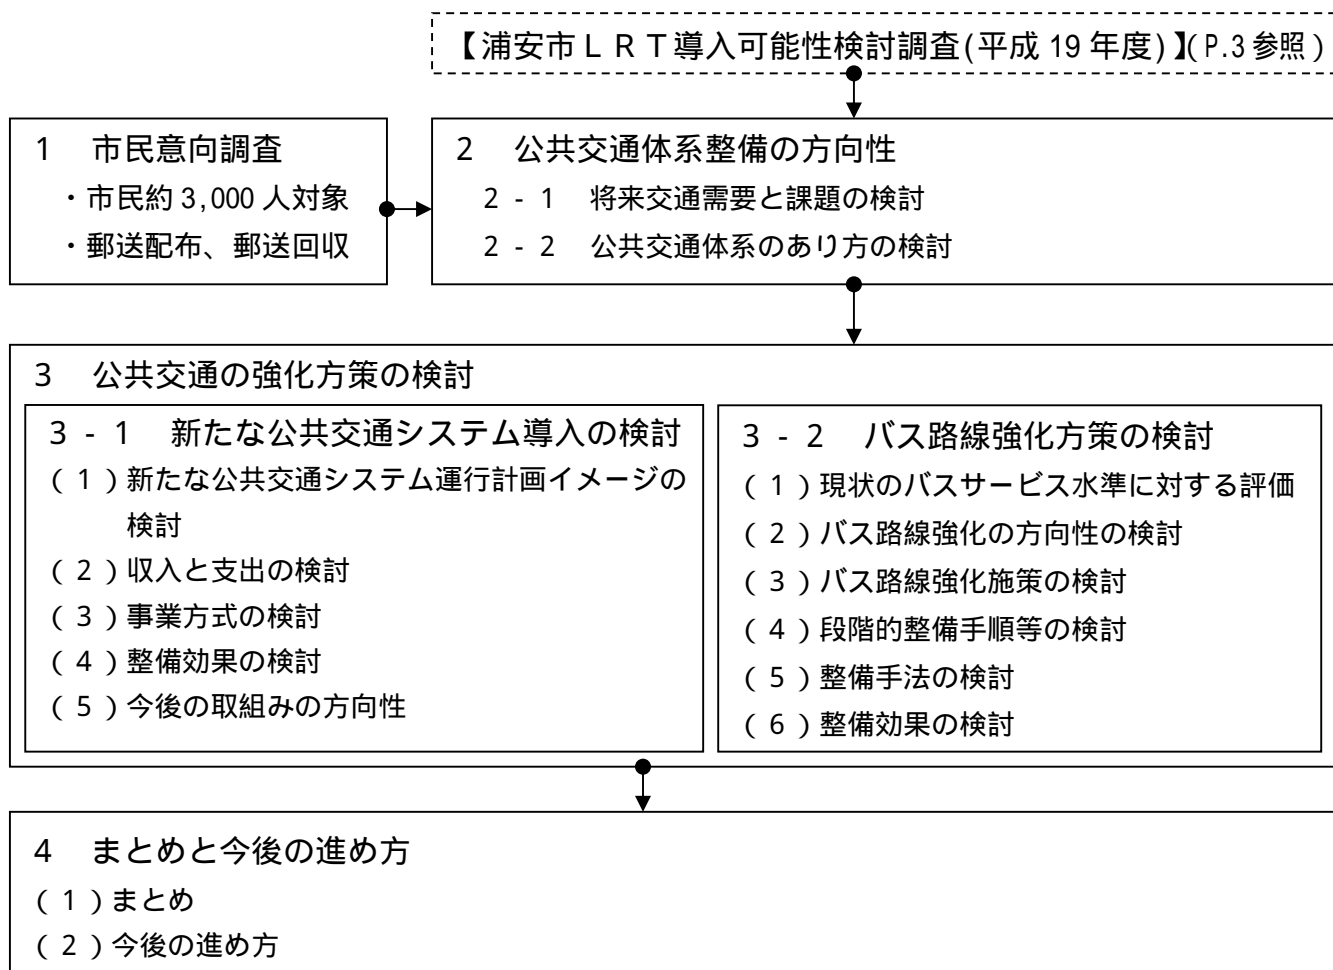 【浦安市ＬＲＴ導入可能性検討調査(平成 19 年度)】(P.3 参照)
1 市民意向調査
・市民約 3,000 人対象
・郵送配布、郵送回収
2 公共交通体系整備の方向性
2 - 1 将来交通需要と課題の検討
2 - 2 公共交通体系のあり方の検討
3 公共交通の強化方策の検討
3 - 1 新たな公共交通システム導入の検討
( 1 ) 新たな公共交通システム運行計画イメージの
検討
( 2 ) 収入と支出の検討
( 3 ) 事業方式の検討
( 4 ) 整備効果の検討
( 5 ) 今後の取組みの方向性
3 - 2 バス路線強化方策の検討
( 1 ) 現状のバスサービス水準に対する評価
( 2 ) バス路線強化の方向性の検討
( 3 ) バス路線強化施策の検討
( 4 ) 段階的整備手順等の検討
( 5 ) 整備手法の検討
( 6 ) 整備効果の検討
4 まとめと今後の進め方
( 1 ) まとめ
( 2 ) 今後の進め方